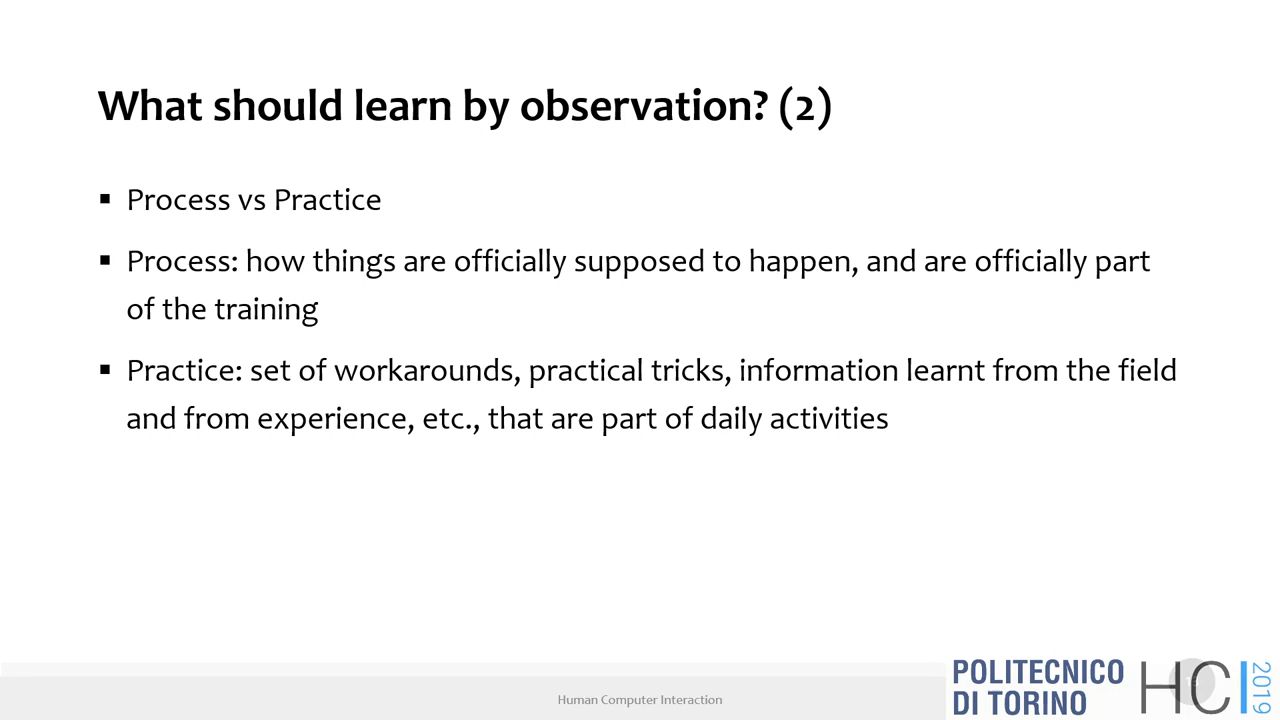 What should learn by observation? (2)
▪ Process vs Practice
▪ Process: how things are officially supposed to happen, and are officially part
of the training
▪ Practice: set of workarounds, practical tricks, information learnt from the field
and from experience, etc., that are part of daily activities
Human Computer Interaction
POLITECNICO
DI TORINO
HCI
2019